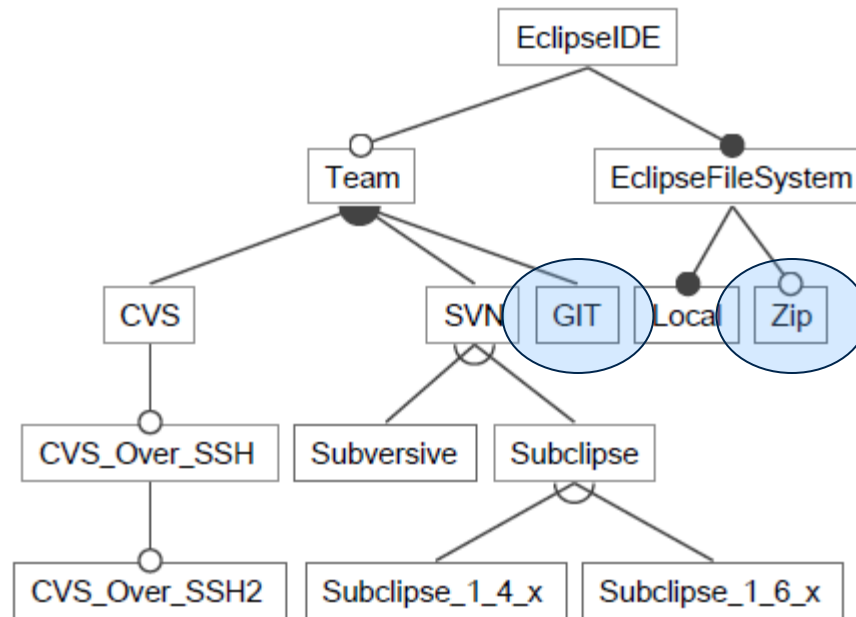 EclipseIDE
Team
EclipseFileSystem
CVS
SVN
GIT
Local
Zip
CVS_Over_SSH
Subversive
Subclipse
CVS_Over_SSH2
Subclipse_1_4_x
Subclipse_1_6_x